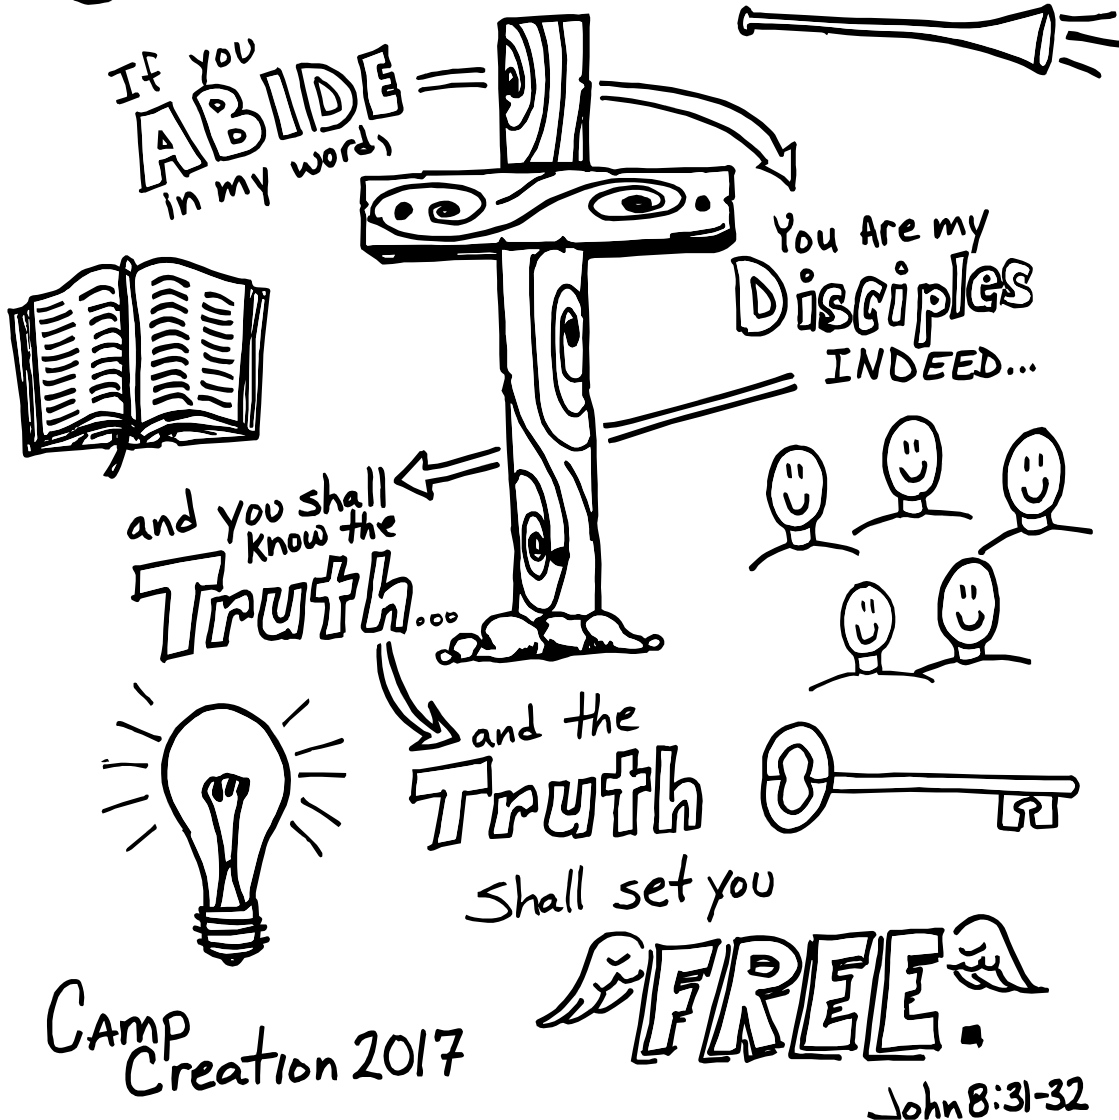 If you
ABIDE
in my word,
You Are my
Disciples
INDEED...
and you shall
know the
Truth...
and the
Truth
shall set you
FREE.
Camp
Creation 2017
John 8:31-32